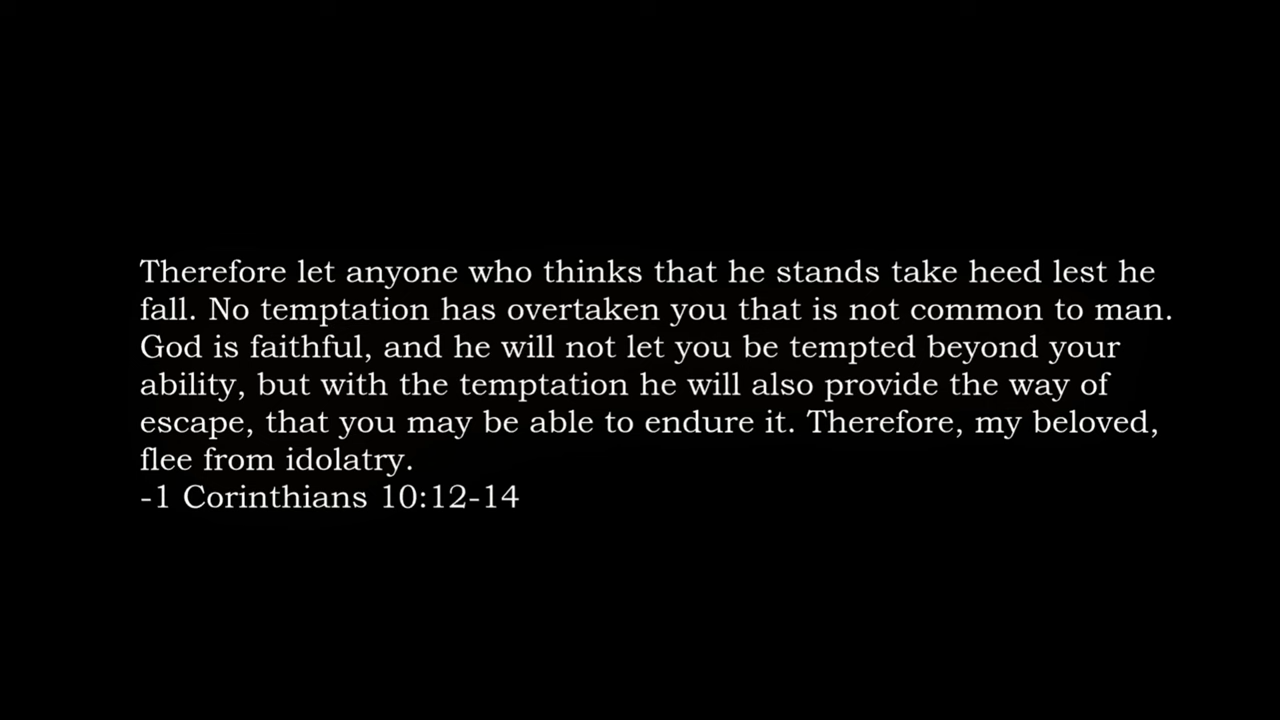 Therefore let anyone who thinks that he stands take heed lest he
fall. No temptation has overtaken you that is not common to man.
God is faithful, and he will not let you be tempted beyond your
ability, but with the temptation he will also provide the way of
escape, that you may be able to endure it. Therefore, my beloved,
flee from idolatry.
-1 Corinthians 10:12-14